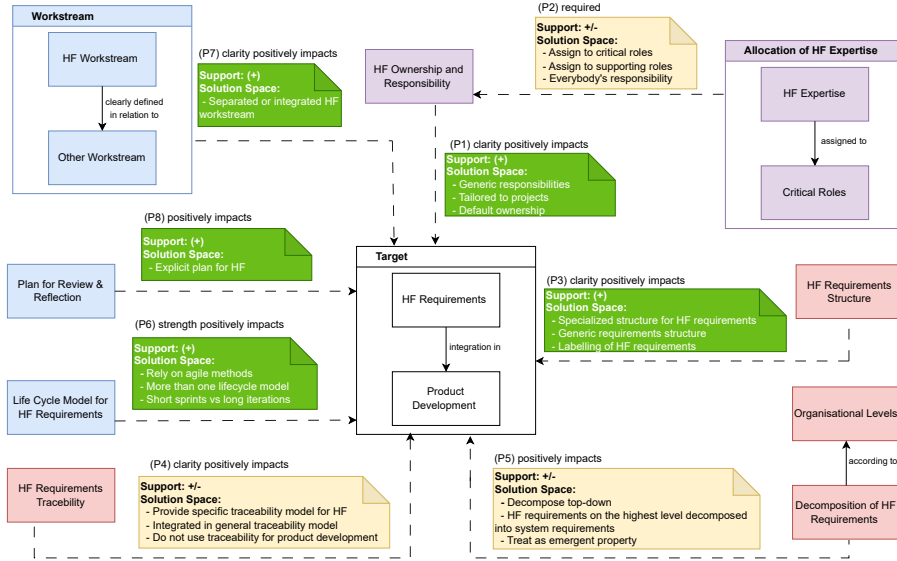 Workstream
HF Workstream
clearly defined
in relation to
Other Workstream
(P7) clarity positively impacts
Support: (+)
Solution Space:
- Separated or integrated HF
workstream
HF Ownership and
Responsibility
(P2) required
Support: +/-
Solution Space:
- Assign to critical roles
- Assign to supporting roles
- Everybody's responsibility
Allocation of HF Expertise
HF Expertise
assigned to
Critical Roles
(P1) clarity positively impacts
Support: (+)
Solution Space:
- Generic responsibilities
- Tailored to projects
- Default ownership
(P8) positively impacts
Support: (+)
Solution Space:
- Explicit plan for HF
Plan for Review &
Reflection
Target
HF Requirements
integration in
Product
Development
(P3) clarity positively impacts
Support: (+)
Solution Space:
- Specialized structure for HF requirements
- Generic requirements structure
- Labelling of HF requirements
HF Requirements
Structure
(P6) strength positively impacts
Support: (+)
Solution Space:
- Rely on agile methods
- More than one lifecycle model
- Short sprints vs long iterations
Life Cycle Model for
HF Requirements
Organisational Levels
according to
Decomposition of HF
Requirements
(P4) clarity positively impacts
Support: +/-
Solution Space:
- Provide specific traceability model for HF
- Integrated in general traceability model
- Do not use traceability for product development
HF Requirements
Tracebility
(P5) positively impacts
Support: +/-
Solution Space:
- Decompose top-down
- HF requirements on the highest level decomposed
into system requirements
- Treat as emergent property